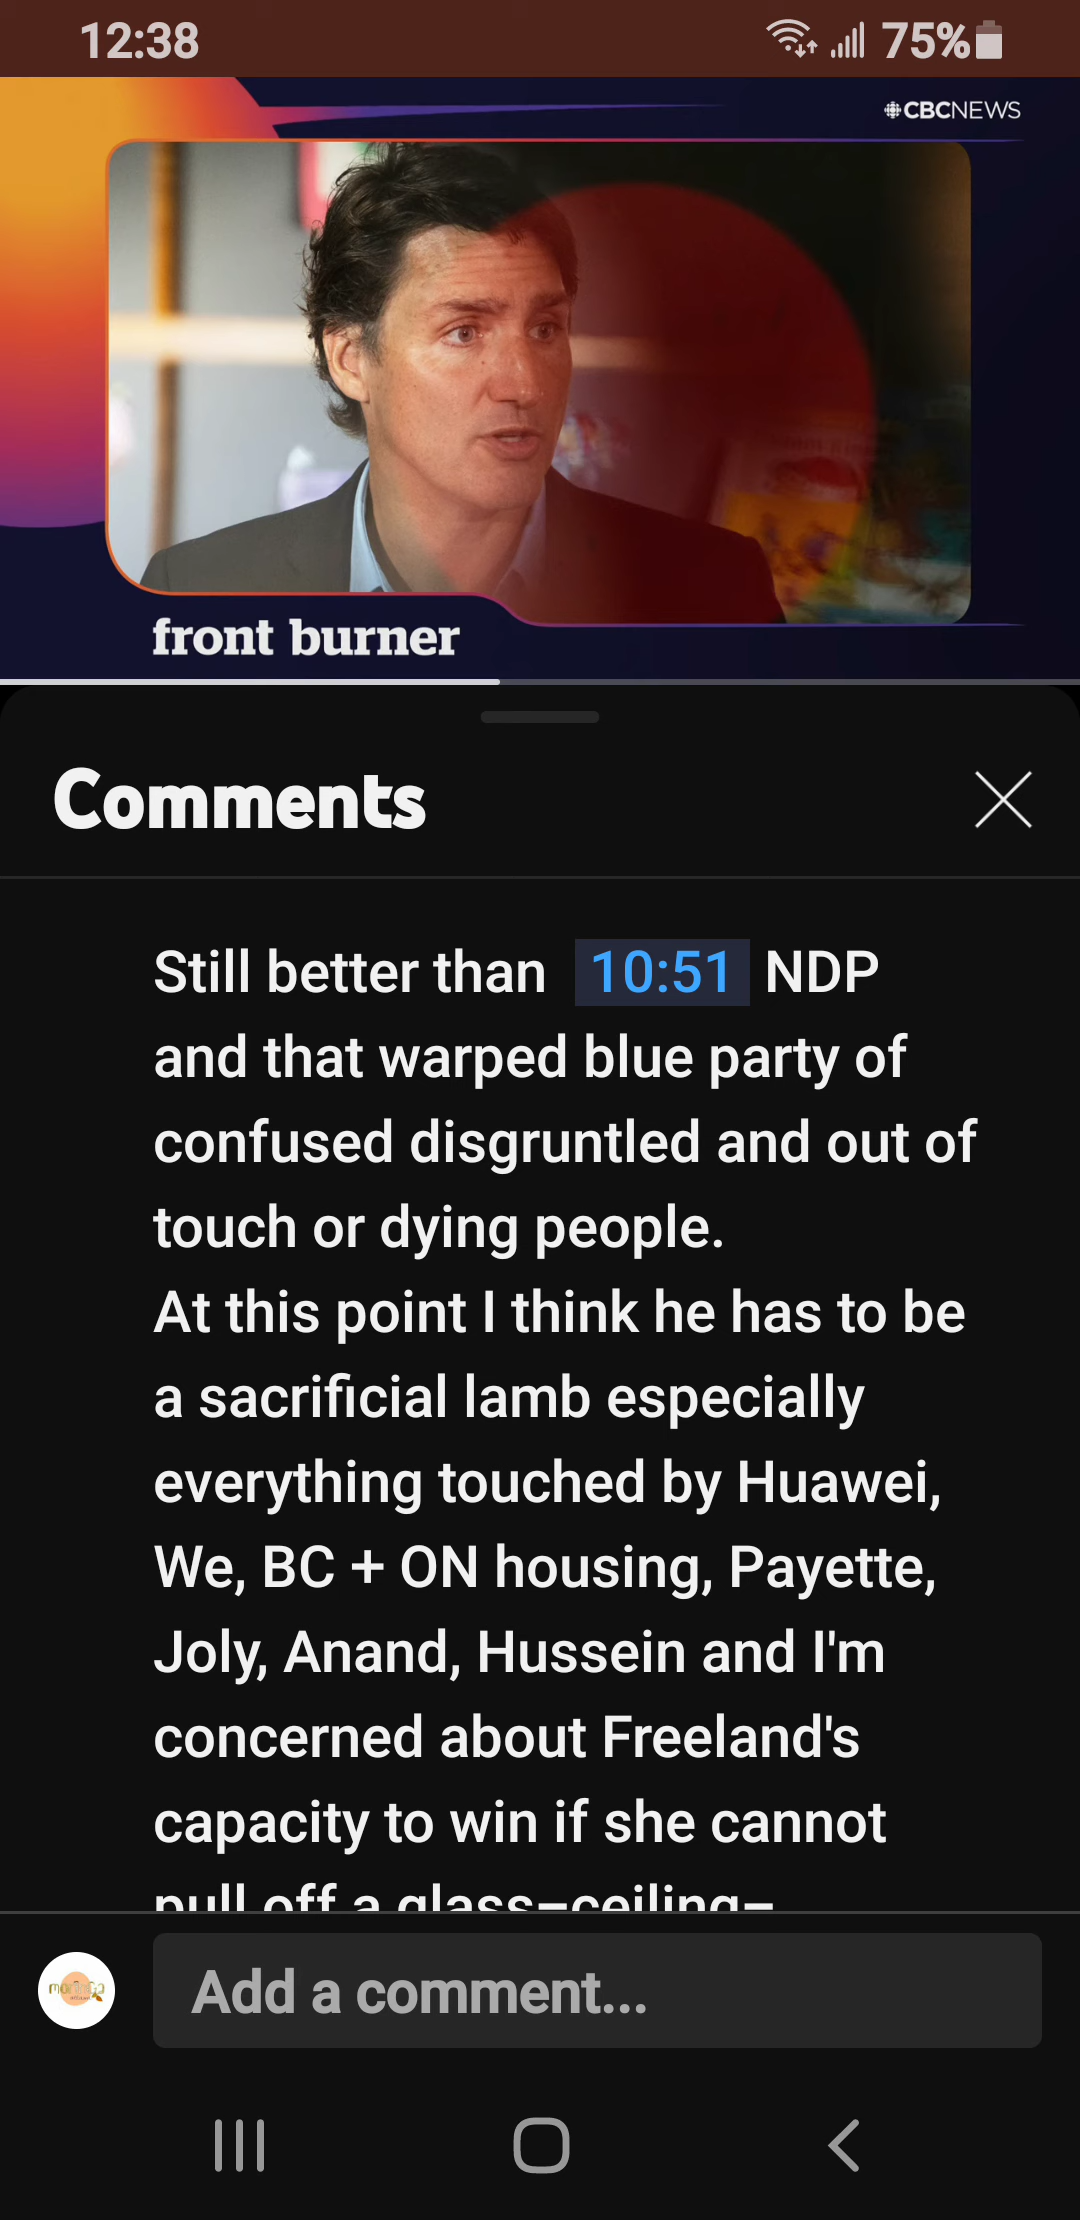 12:38
75%
CBCNEWS
front burner
Comments
Still better than 10:51 NDP
and that warped blue party of
confused disgruntled and out of
touch or dying people.
At this point I think he has to be
a sacrificial lamb especially
everything touched by Huawei,
We, BC + ON housing, Payette,
Joly, Anand, Hussein and I'm
concerned about Freeland's
capacity to win if she cannot
pull off a glass-ceiling-
Add a comment...